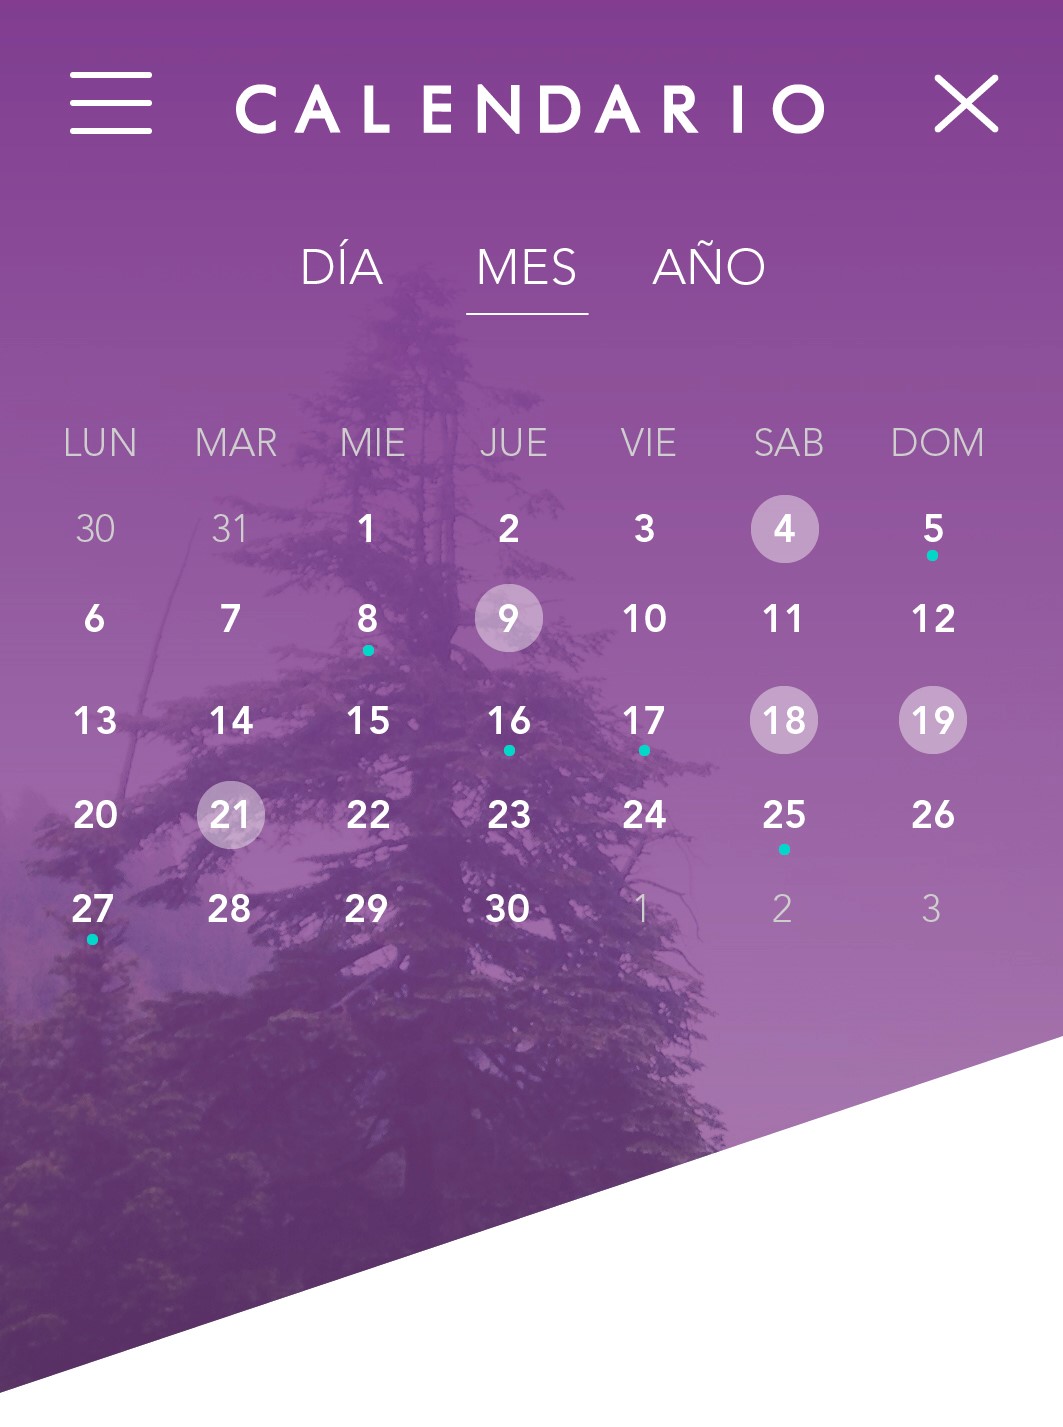 CALENDARIO
DÍA MES AÑO
LUN MAR MIE JUE VIE SAB DOM
30 31 1 2 3 4 5
6 7 8 9 10 11 12
13 14 15 16 17 18 19
20 21 22 23 24 25 26
27 28 29 30 1 2 3